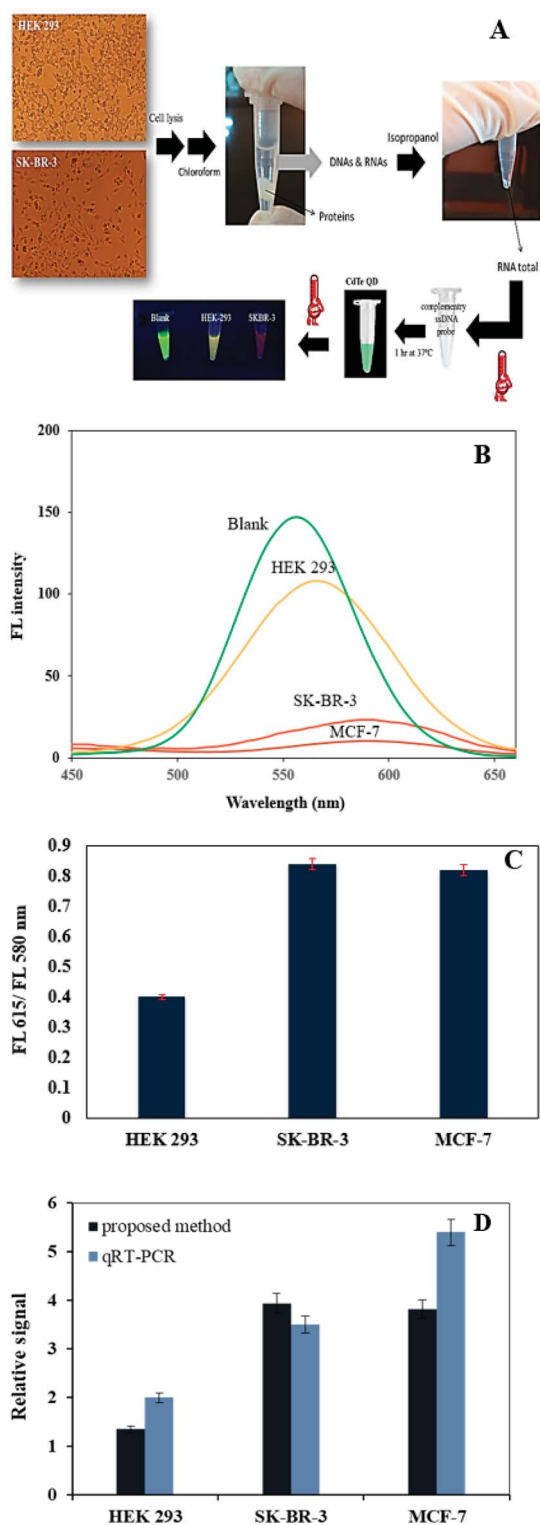 HEK 293
A
SK-BR-3
Cell lysis
Chloroform
DNAs & RNAs
Isopropanol
Proteins
RNA total
CdTe QD
complementry
ssDNA
probe
1 hr at 37°C
Blank
HEK-293
SKBR-3
B
200
150
100
50
0
FL intensity
Blank
HEK 293
SK-BR-3
MCF-7
450
500
550
600
650
Wavelength (nm)
C
0.9
0.8
0.7
0.6
0.5
0.4
0.3
0.2
0.1
0
FL 615/ FL 580 nm
HEK 293
SK-BR-3
MCF-7
D
6
5
4
3
2
1
0
Relative signal
proposed method
qRT-PCR
HEK 293
SK-BR-3
MCF-7